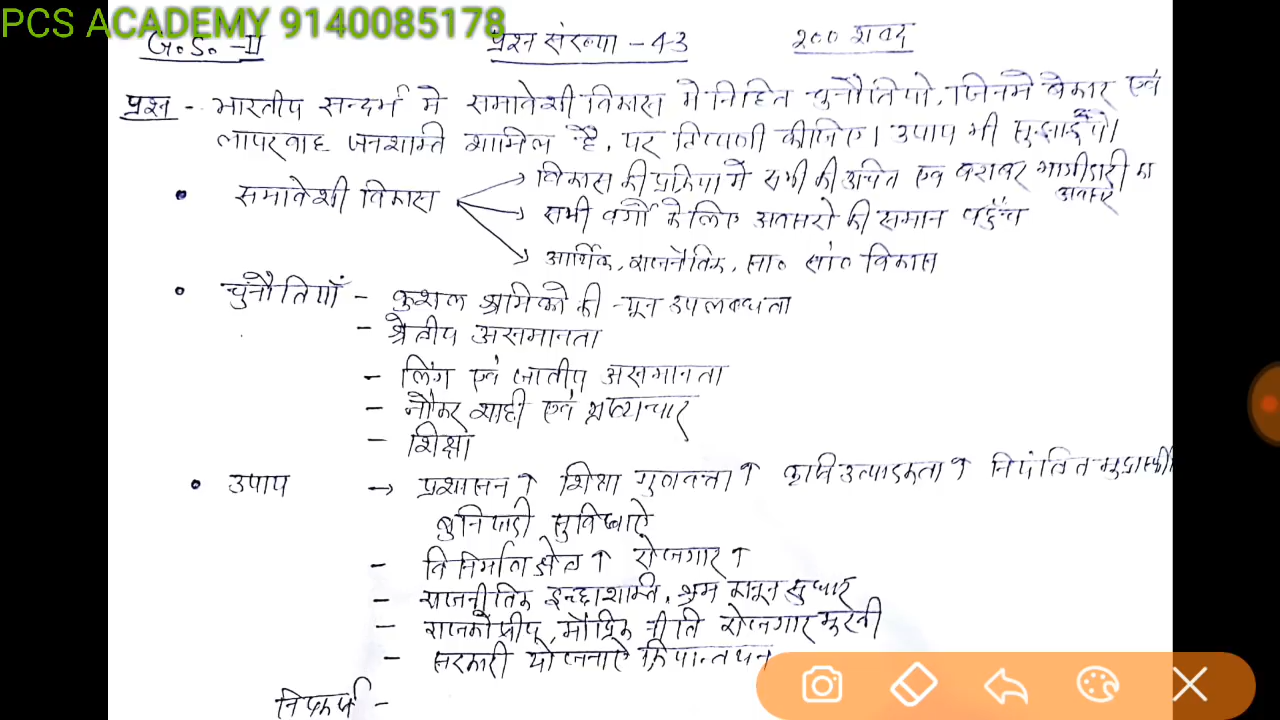 PCS ACADEMY 9140085178
G.S. -II
प्रश्न संख्या - 43
२०० शब्द
प्रश्न - भारतीय सन्दर्भ में समावेशी विकास में निहित चुनौतियों, जिनमें बेकार एवं
लापरवाह जनशक्ति शामिल है, पर टिप्पणी कीजिए। उपाय भी सुझाइये।
• समावेशी विकास
विकास की प्रक्रिया में सभी की उचित एवं बराबर भागीदारी का
अवसर
सभी वर्गों के लिए अवसरों की समान पहुँच
आर्थिक, राजनैतिक, सा० सां० विकास
• चुनौतियाँ - कुशल श्रमिकों की न्यून उपलब्धता
- क्षेत्रीय असमानता
- लिंग एवं जातीय असमानता
- नौकरशाही एवं भ्रष्टाचार
- शिक्षा
• उपाय → प्रशासन ↑ शिक्षा गुणवत्ता ↑ कृषि उत्पादकता ↑ नियंत्रित मुद्रास्फीति
बुनियादी सुविधाऐं
- विनिर्माण क्षेत्र ↑ रोजगार ↑
- राजनीतिक इच्छाशक्ति, श्रम कानून सुधार
- राजकोषीय, मौद्रिक नीति रोजगारपरक
- सरकारी योजनाऐं क्रियान्वयन
निष्कर्ष -